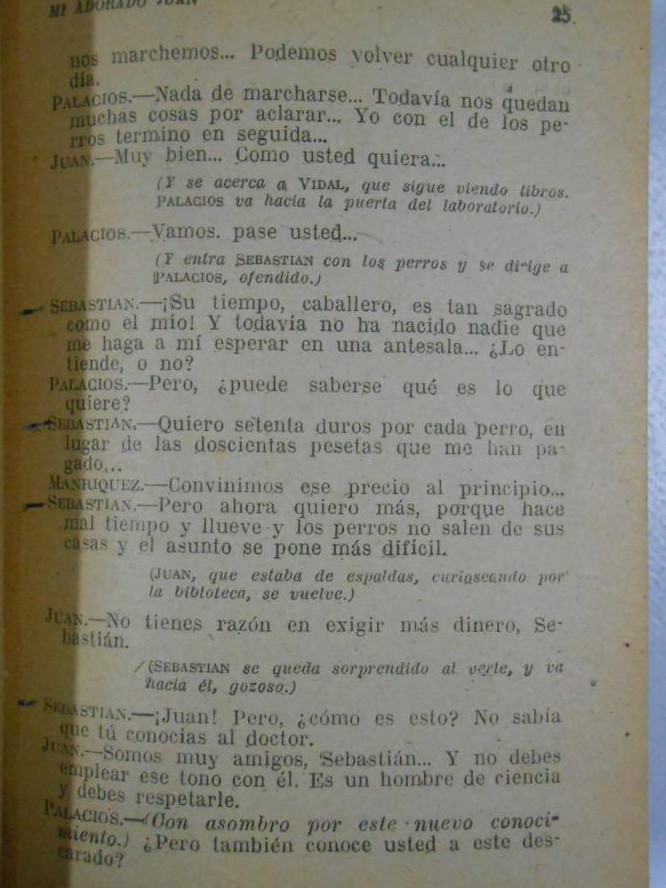 MI ADORADO JUAN 25
nos marchemos... Podemos volver cualquier otro
día.
PALACIOS.—Nada de marcharse... Todavía nos quedan
muchas cosas por aclarar... Yo con el de los pe-
rros termino en seguida...
JUAN.—Muy bien... Como usted quiera...
(Y se acerca a VIDAL, que sigue viendo libros.
PALACIOS va hacia la puerta del laboratorio.)
PALACIOS.—Vamos. pase usted...
(Y entra SEBASTIAN con los perros y se dirige a
PALACIOS, ofendido.)
SEBASTIAN.—¡Su tiempo, caballero, es tan sagrado
como el mío! Y todavía no ha nacido nadie que
me haga a mí esperar en una antesala... ¿Lo en-
tiende, o no?
PALACIOS.—Pero, ¿puede saberse qué es lo que
quiere?
SEBASTIAN.—Quiero setenta duros por cada perro, en
lugar de las doscientas pesetas que me han pa-
gado...
MANRIQUEZ.—Convinimos ese precio al principio...
SEBASTIAN.—Pero ahora quiero más, porque hace
mal tiempo y llueve y los perros no salen de sus
casas y el asunto se pone más difícil.
(JUAN, que estaba de espaldas, curioseando por
la bibloteca, se vuelve.)
JUAN.—No tienes razón en exigir más dinero, Se-
bastián.
(SEBASTIAN se queda sorprendido al verle, y va
hacia él, gozoso.)
SEBASTIAN.—¡Juan! Pero, ¿cómo es esto? No sabía
que tú conocias al doctor.
JUAN.—Somos muy amigos, Sebastián... Y no debes
emplear ese tono con él. Es un hombre de ciencia
y debes respetarle.
PALACIOS.—(Con asombro por este nuevo conoci-
miento.) ¿Pero también conoce usted a este des-
carado?